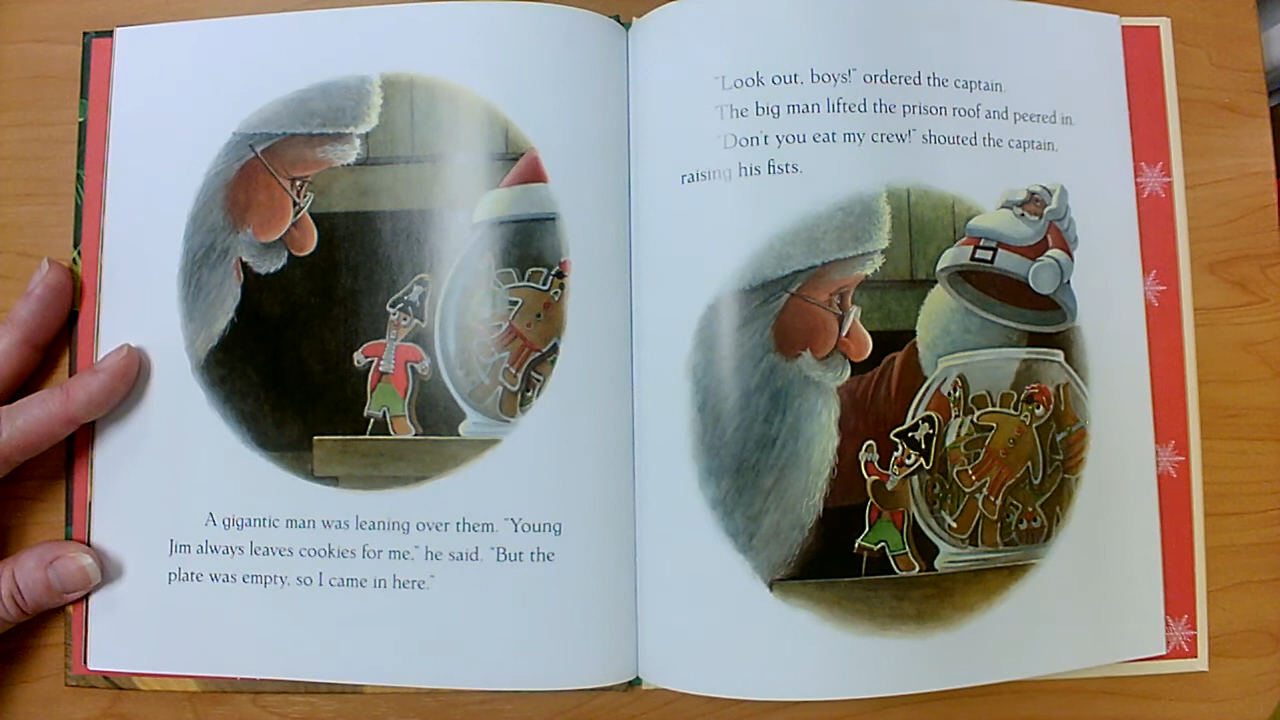 A gigantic man was leaning over them. "Young
Jim always leaves cookies for me," he said. "But the
plate was empty, so I came in here."
"Look out, boys!" ordered the captain.
The big man lifted the prison roof and peered in.
"Don't you eat my crew!" shouted the captain,
raising his fists.